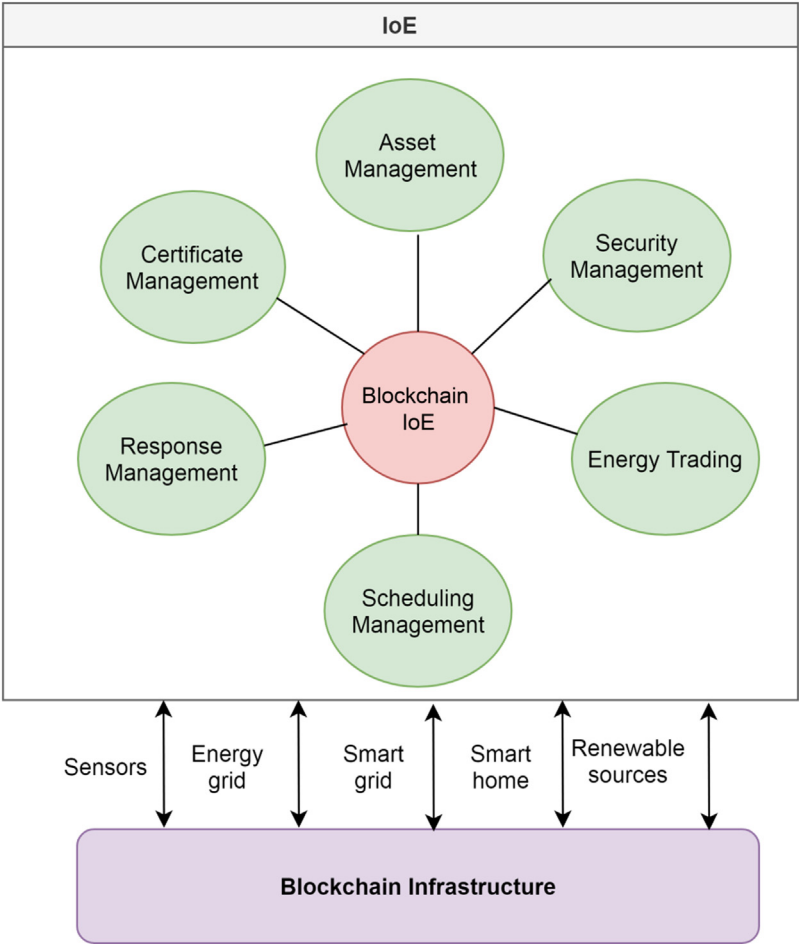 IoE
Asset
Management
Certificate
Management
Security
Management
Blockchain
IoE
Response
Management
Energy Trading
Scheduling
Management
Sensors
Energy
grid
Smart
grid
Smart
home
Renewable
sources
Blockchain Infrastructure